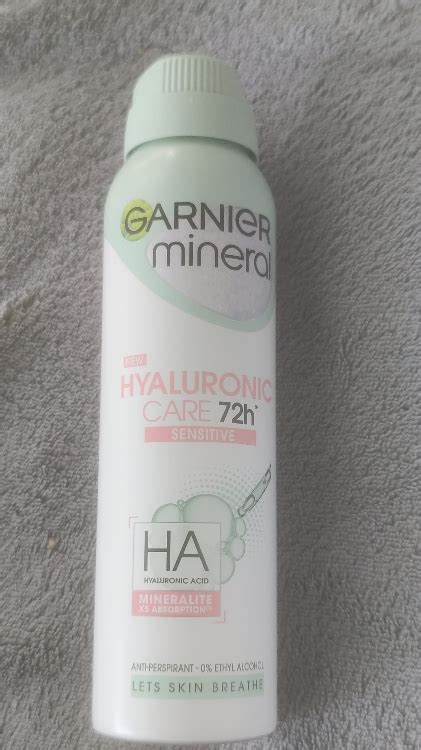 GARNIER
mineral
NEW
HYALURONIC
CARE 72h*
SENSITIVE
HA
HYALURONIC ACID
MINERALITE
X5 ABSORPTION
ANTI-PERSPIRANT - 0% ETHYL ALCOHOL
LETS SKIN BREATHE